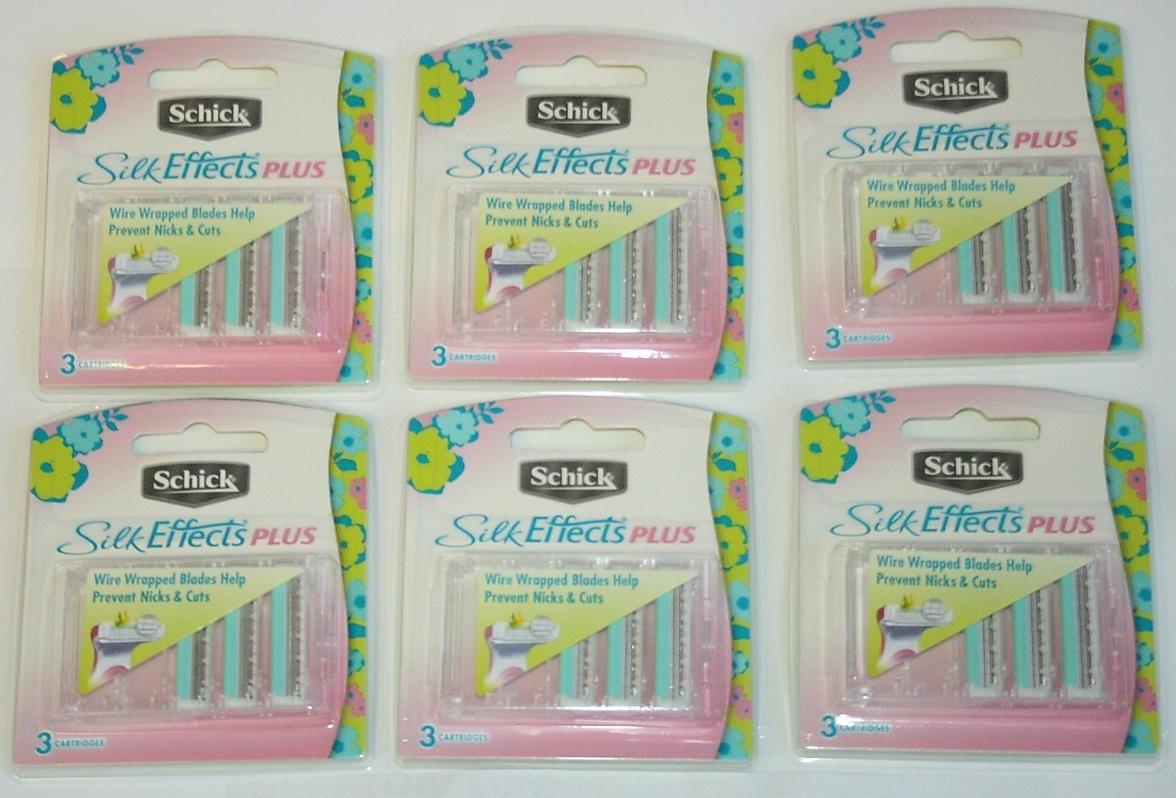 Schick
Silk Effects PLUS
Wire Wrapped Blades Help
Prevent Nicks & Cuts
3 CARTRIDGES
Schick
Silk Effects PLUS
Wire Wrapped Blades Help
Prevent Nicks & Cuts
3 CARTRIDGES
Schick
Silk Effects PLUS
Wire Wrapped Blades Help
Prevent Nicks & Cuts
3 CARTRIDGES
Schick
Silk Effects PLUS
Wire Wrapped Blades Help
Prevent Nicks & Cuts
3 CARTRIDGES
Schick
Silk Effects PLUS
Wire Wrapped Blades Help
Prevent Nicks & Cuts
3 CARTRIDGES
Schick
Silk Effects PLUS
Wire Wrapped Blades Help
Prevent Nicks & Cuts
3 CARTRIDGES